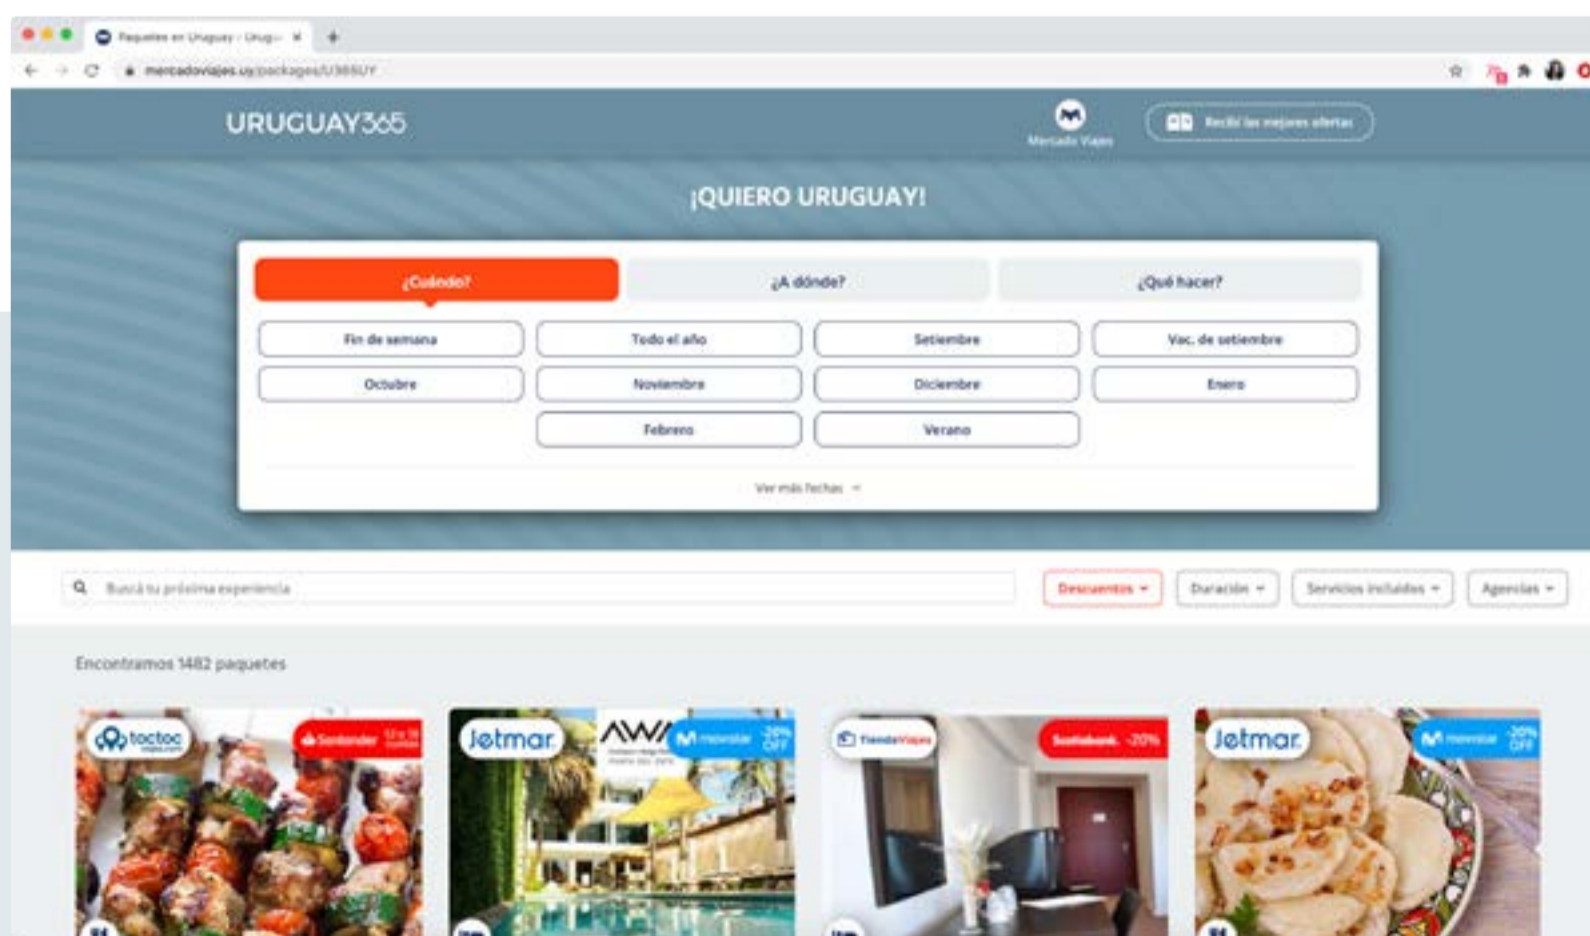 Paquetes en Uruguay - Urugu
mercadoviajes.uy/packages/U365UY
URUGUAY365
Mercado Viajes
Recibí las mejores ofertas
¡QUIERO URUGUAY!
¿Cuándo?
¿A dónde?
¿Qué hacer?
Fin de semana
Todo el año
Setiembre
Vac. de setiembre
Octubre
Noviembre
Diciembre
Enero
Febrero
Verano
Ver más fechas
Buscá tu próxima experiencia
Descuentos
Duración
Servicios incluidos
Agencias
Encontramos 1482 paquetes
toctoc
Santander
Jetmar
AWA
movistar -20% OFF
TiendaViajes
Scotiabank. -20%
Jetmar
movistar -20% OFF